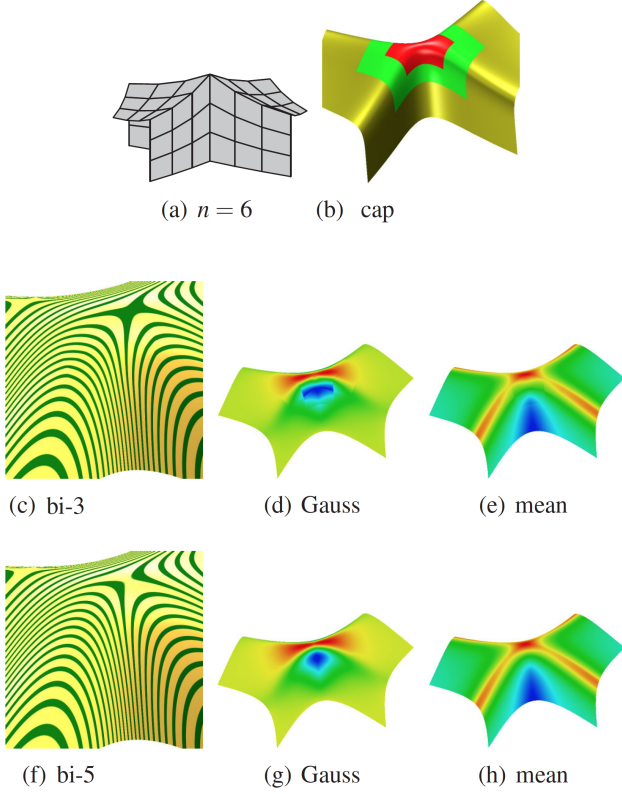 (a) n = 6
(b) cap
(c) bi-3
(d) Gauss
(e) mean
(f) bi-5
(g) Gauss
(h) mean